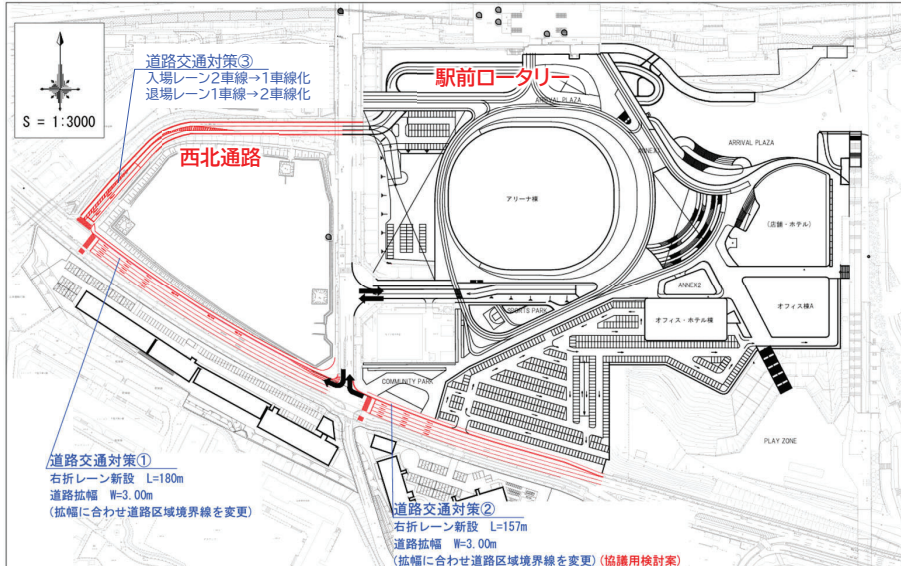 道路交通対策③
入場レーン2車線→1車線化
退場レーン1車線→2車線化
S = 1:3000
駅前ロータリー
ARRIVAL PLAZA
西北通路
ARRIVAL PLAZA
アリーナ棟
(店舗・ホテル)
ANNEX2
オフィス棟A
SPORTS PARK
オフィス・ホテル棟
COMMUNITY PARK
PLAY ZONE
道路交通対策①
右折レーン新設 L=180m
道路拡幅 W=3.00m
(拡幅に合わせ道路区域境界線を変更)
道路交通対策②
右折レーン新設 L=157m
道路拡幅 W=3.00m
(拡幅に合わせ道路区域境界線を変更) (協議用検討案)